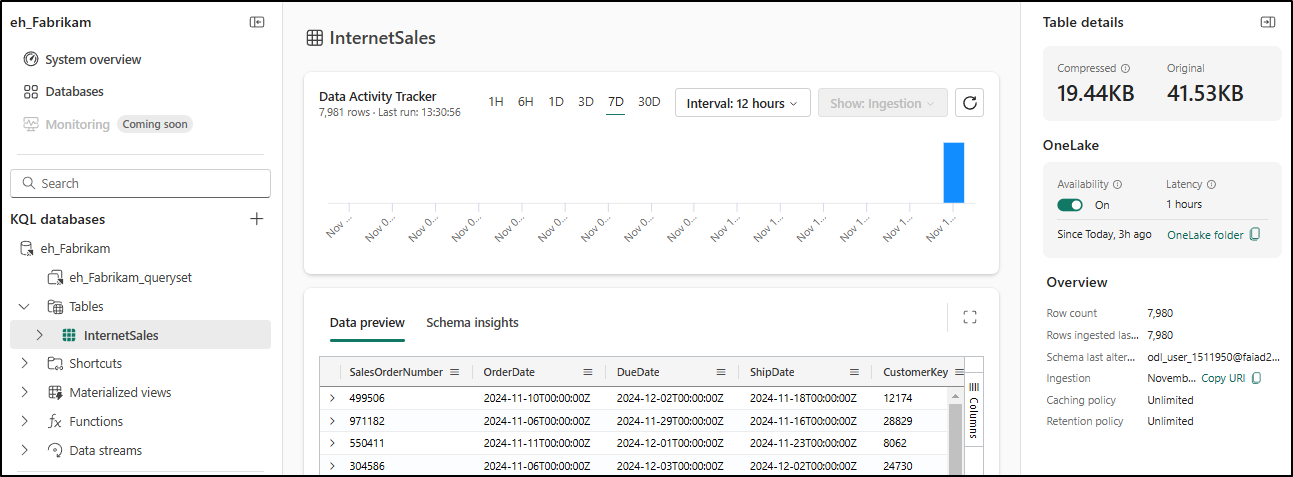 eh_Fabrikam
System overview
Databases
Monitoring Coming soon
Search
KQL databases
eh_Fabrikam
eh_Fabrikam_queryset
Tables
InternetSales
Shortcuts
Materialized views
Functions
Data streams
InternetSales
Data Activity Tracker
7,981 rows · Last run: 13:30:56
1H 6H 1D 3D 7D 30D
Interval: 12 hours
Show: Ingestion
Nov ... Nov 0... Nov 0... Nov 0... Nov 0... Nov 0... Nov 0... Nov 0... Nov 0... Nov 1... Nov 1... Nov 1... Nov 1... Nov 1... Nov 1...
Data preview Schema insights
SalesOrderNumber OrderDate DueDate ShipDate CustomerKey
499506 2024-11-10T00:00:00Z 2024-12-02T00:00:00Z 2024-11-18T00:00:00Z 12174
971182 2024-11-06T00:00:00Z 2024-11-29T00:00:00Z 2024-11-16T00:00:00Z 28829
550411 2024-11-11T00:00:00Z 2024-12-01T00:00:00Z 2024-11-23T00:00:00Z 8062
304586 2024-11-06T00:00:00Z 2024-12-03T00:00:00Z 2024-12-02T00:00:00Z 24730
Columns
Table details
Compressed Original
19.44KB 41.53KB
OneLake
Availability Latency
On 1 hours
Since Today, 3h ago OneLake folder
Overview
Row count 7,980
Rows ingested las... 7,980
Schema last alter... odl_user_1511950@faiad2...
Ingestion Novemb... Copy URI
Caching policy Unlimited
Retention policy Unlimited